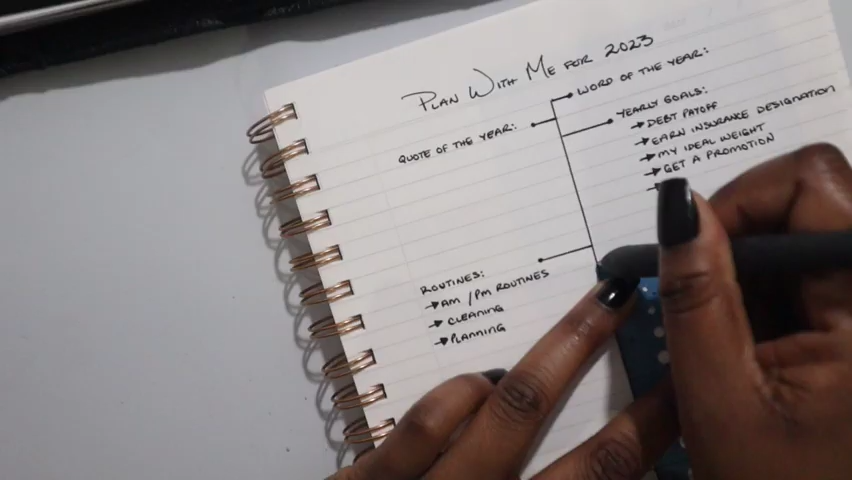 PLAN WITH ME FOR 2023
WORD OF THE YEAR:
QUOTE OF THE YEAR:
YEARLY GOALS:
→ DEBT PAYOFF
→ EARN INSURANCE DESIGNATION
→ MY IDEAL WEIGHT
→ GET A PROMOTION
ROUTINES:
→ AM / PM ROUTINES
→ CLEANING
→ PLANNING